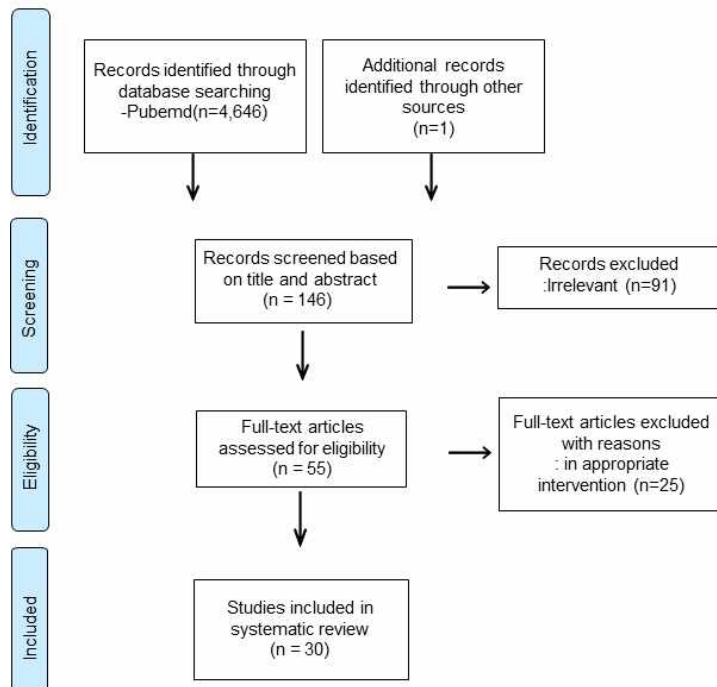 Identification
Records identified through
database searching
-Pubemd(n=4,646)
Additional records
identified through other
sources
(n=1)
Screening
Records screened based
on title and abstract
(n = 146)
Records excluded
:Irrelevant (n=91)
Eligibility
Full-text articles
assessed for eligibility
(n = 55)
Full-text articles excluded
with reasons
: in appropriate
intervention (n=25)
Included
Studies included in
systematic review
(n = 30)